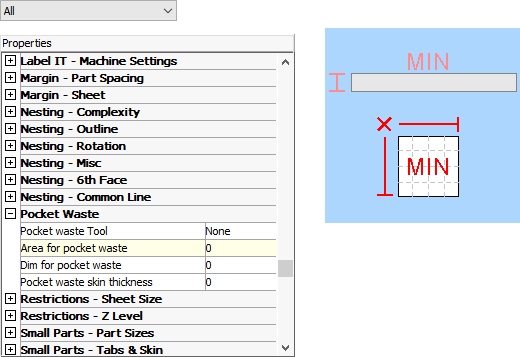 All
Properties
Label IT - Machine Settings
Margin - Part Spacing
Margin - Sheet
Nesting - Complexity
Nesting - Outline
Nesting - Rotation
Nesting - Misc
Nesting - 6th Face
Nesting - Common Line
Pocket Waste
Pocket waste Tool None
Area for pocket waste 0
Dim for pocket waste 0
Pocket waste skin thickness 0
Restrictions - Sheet Size
Restrictions - Z Level
Small Parts - Part Sizes
Small Parts - Tabs & Skin
MIN
MIN